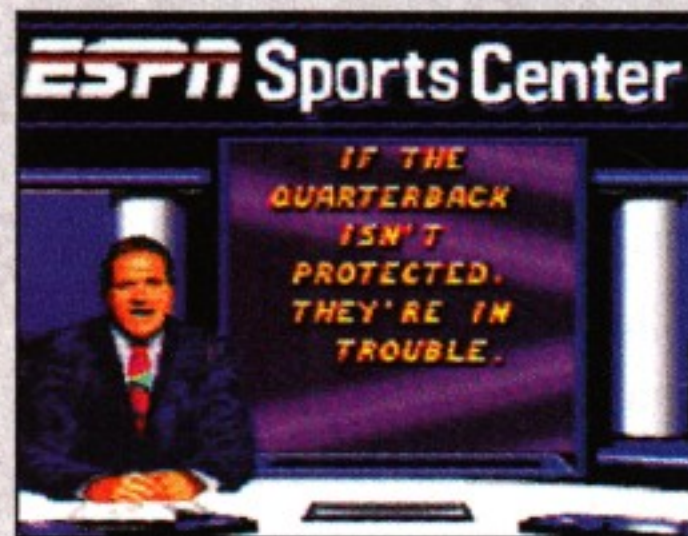 ESPN Sports Center
IF THE
QUARTERBACK
ISN'T
PROTECTED.
THEY'RE IN
TROUBLE.